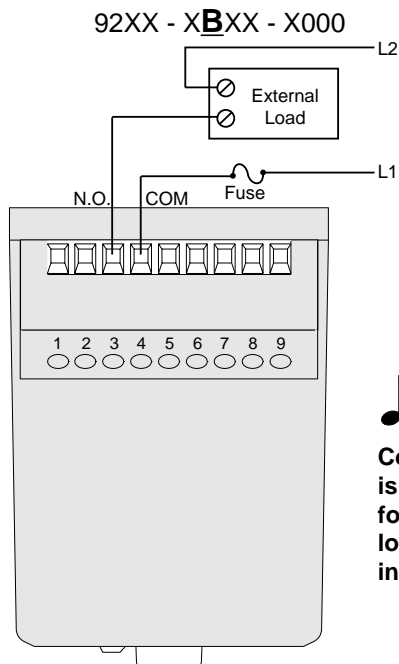 92XX - XBXX - X000
L2
External
Load
L1
Fuse
N.O. COM
1 2 3 4 5 6 7 8 9
is
fo
lo
in